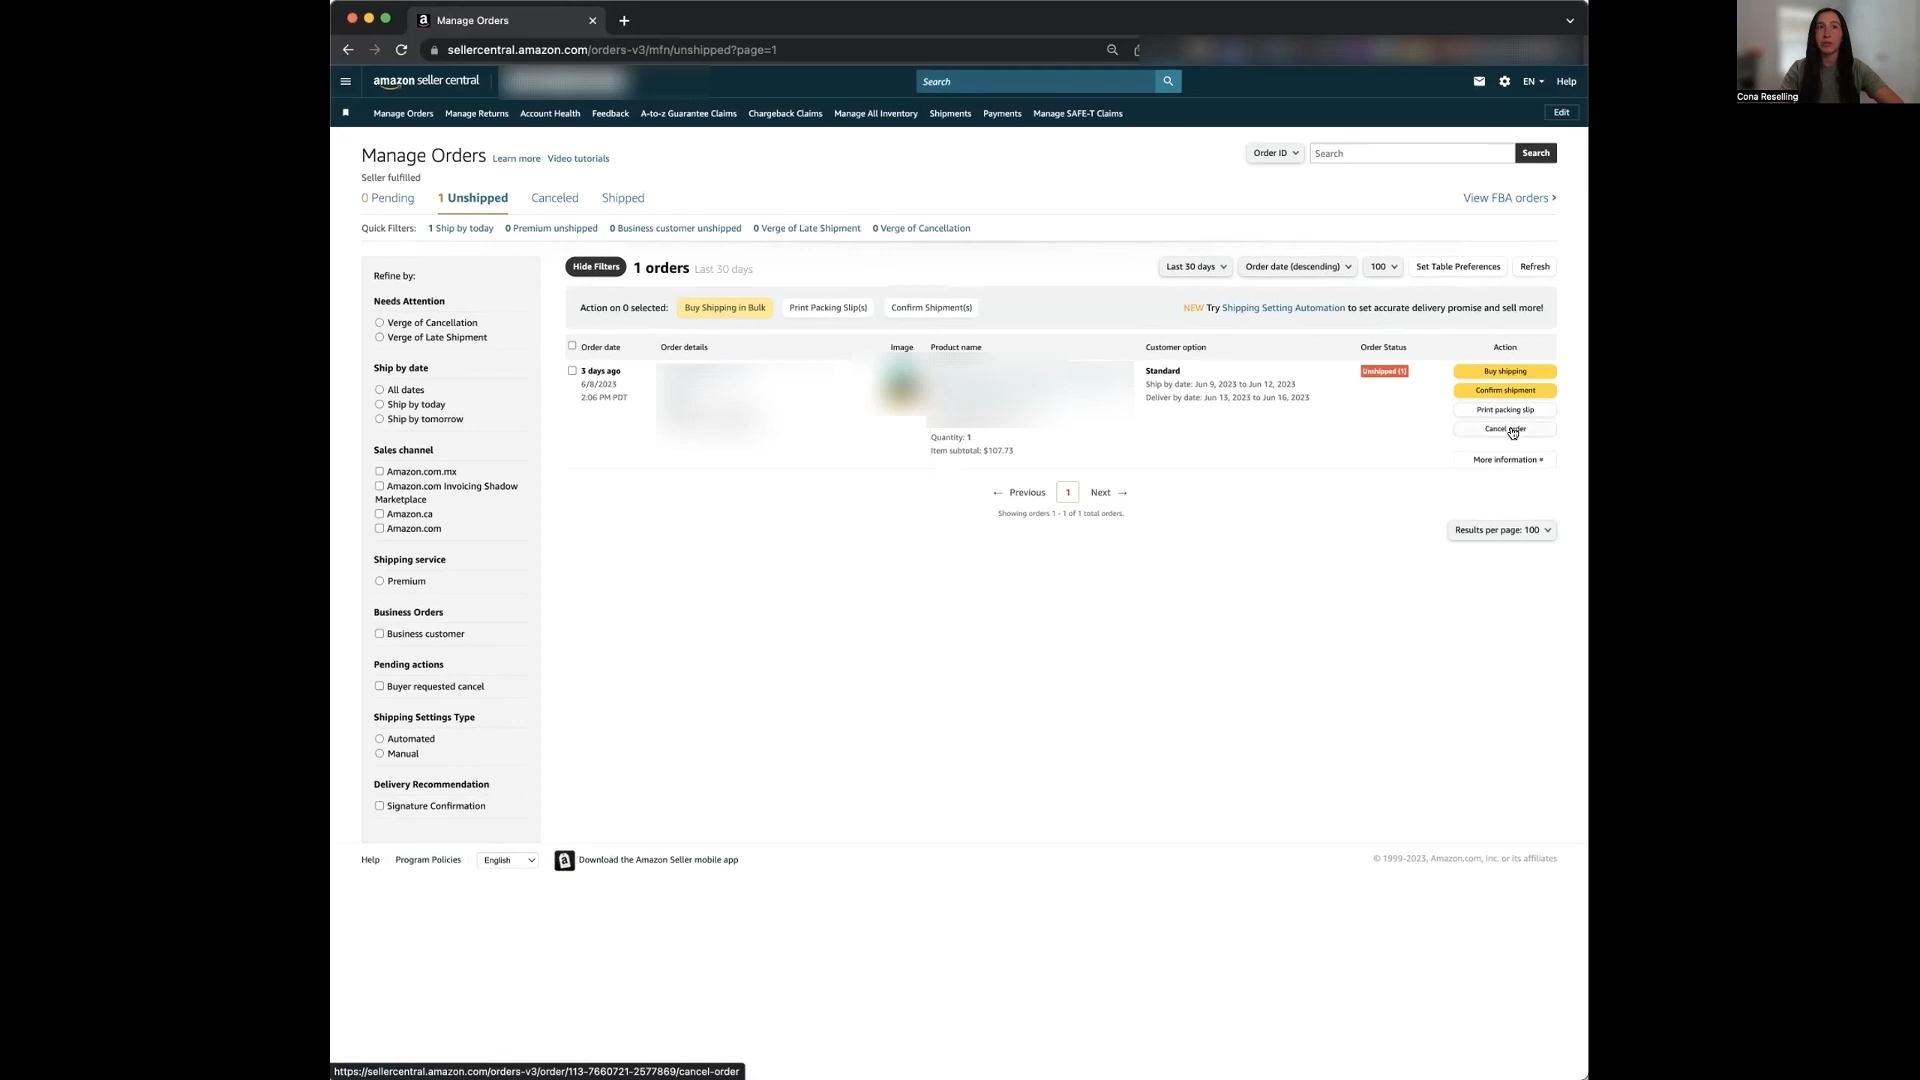 Manage Orders
sellercentral.amazon.com/orders-v3/mfn/unshipped?page=1
amazon seller central
Search
EN
Help
Manage Orders
Manage Returns
Account Health
Feedback
A-to-z Guarantee Claims
Chargeback Claims
Manage All Inventory
Shipments
Payments
Manage SAFE-T Claims
Edit
Cona Reselling
Manage Orders Learn more Video tutorials
Order ID
Search
Search
Seller fulfilled
0 Pending
1 Unshipped
Canceled
Shipped
View FBA orders >
Quick Filters: 1 Ship by today 0 Premium unshipped 0 Business customer unshipped 0 Verge of Late Shipment 0 Verge of Cancellation
Refine by:
Needs Attention
Verge of Cancellation
Verge of Late Shipment
Ship by date
All dates
Ship by today
Ship by tomorrow
Sales channel
Amazon.com.mx
Amazon.com Invoicing Shadow
Marketplace
Amazon.ca
Amazon.com
Shipping service
Premium
Business Orders
Business customer
Pending actions
Buyer requested cancel
Shipping Settings Type
Automated
Manual
Delivery Recommendation
Signature Confirmation
Hide Filters
1 orders Last 30 days
Last 30 days
Order date (descending)
100
Set Table Preferences
Refresh
Action on 0 selected:
Buy Shipping in Bulk
Print Packing Slip(s)
Confirm Shipment(s)
NEW Try Shipping Setting Automation to set accurate delivery promise and sell more!
Order date
Order details
Image
Product name
Customer option
Order Status
Action
3 days ago
6/8/2023
2:06 PM PDT
Quantity: 1
Item subtotal: $107.73
Standard
Ship by date: Jun 9, 2023 to Jun 12, 2023
Deliver by date: Jun 13, 2023 to Jun 16, 2023
Unshipped (1)
Buy shipping
Confirm shipment
Print packing slip
Cancel order
More information
← Previous 1 Next →
Showing orders 1 - 1 of 1 total orders.
Results per page: 100
Help
Program Policies
English
Download the Amazon Seller mobile app
© 1999-2023, Amazon.com, Inc. or its affiliates
https://sellercentral.amazon.com/orders-v3/order/113-7660721-2577869/cancel-order